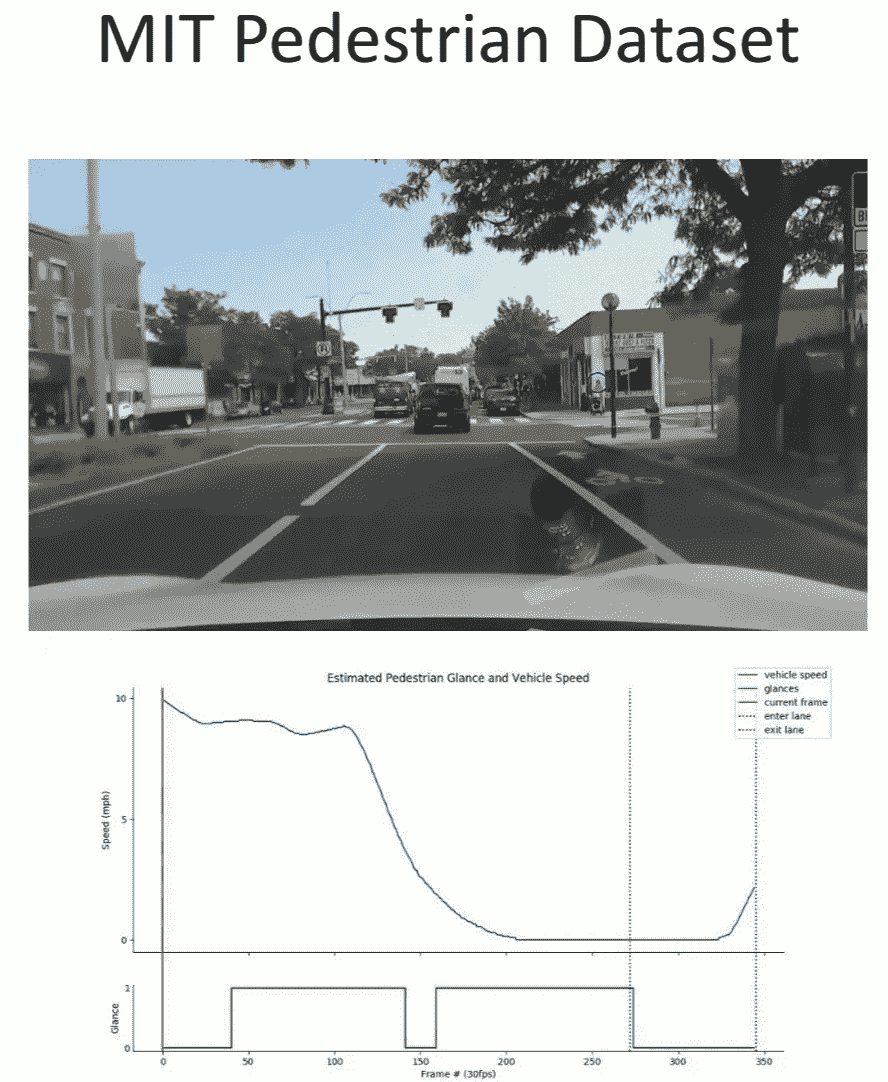 MIT Pedestrian Dataset
Estimated Pedestrian Glance and Vehicle Speed
vehicle speed
glances
current frame
enter lane
exit lane
10
5
0
Speed (mph)
1
0
Glance
0 50 100 150 200 250 300 350
Frame # (30fps)